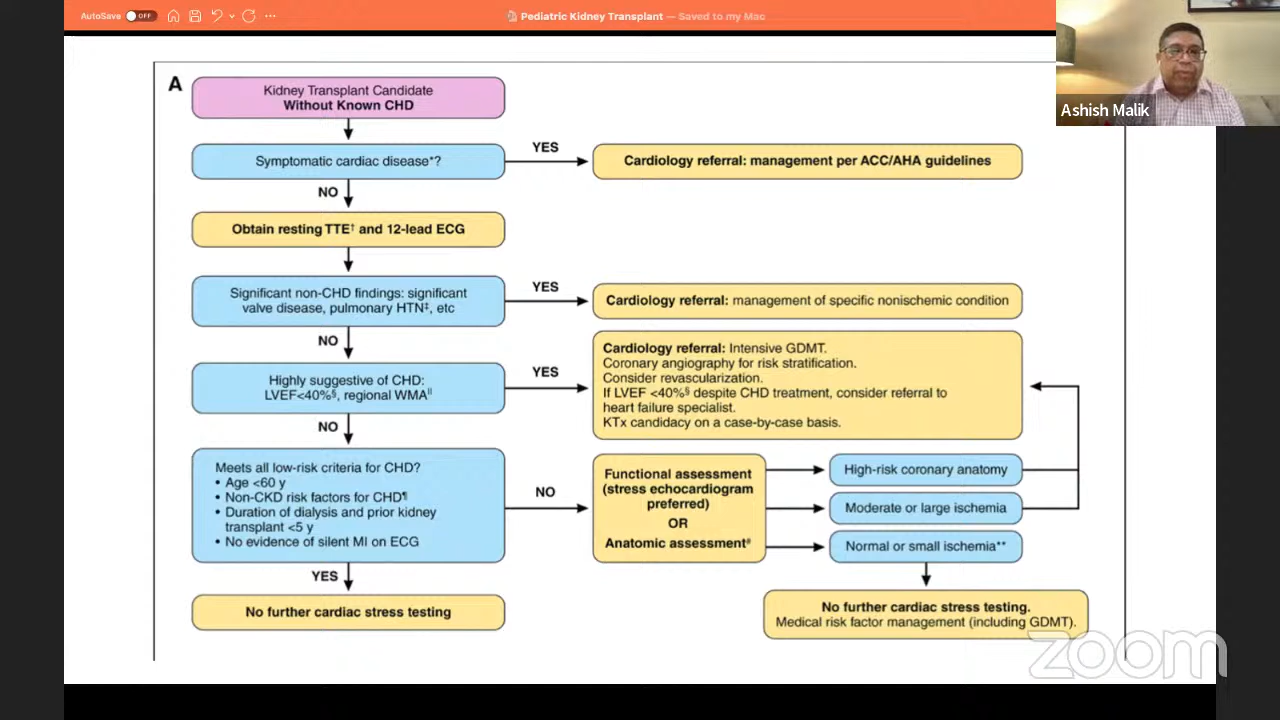 AutoSave OFF
Pediatric Kidney Transplant — Saved to my Mac
Ashish Malik
A
Kidney Transplant Candidate
Without Known CHD
Symptomatic cardiac disease*?
YES
Cardiology referral: management per ACC/AHA guidelines
NO
Obtain resting TTE† and 12-lead ECG
Significant non-CHD findings: significant
valve disease, pulmonary HTN‡, etc
YES
Cardiology referral: management of specific nonischemic condition
NO
Highly suggestive of CHD:
LVEF<40%§, regional WMA||
YES
Cardiology referral: Intensive GDMT.
Coronary angiography for risk stratification.
Consider revascularization.
If LVEF <40%§ despite CHD treatment, consider referral to
heart failure specialist.
KTx candidacy on a case-by-case basis.
NO
Meets all low-risk criteria for CHD?
• Age <60 y
• Non-CKD risk factors for CHD¶
• Duration of dialysis and prior kidney
transplant <5 y
• No evidence of silent MI on ECG
NO
Functional assessment
(stress echocardiogram
preferred)
OR
Anatomic assessment#
High-risk coronary anatomy
Moderate or large ischemia
Normal or small ischemia**
YES
No further cardiac stress testing
No further cardiac stress testing.
Medical risk factor management (including GDMT).
zoom